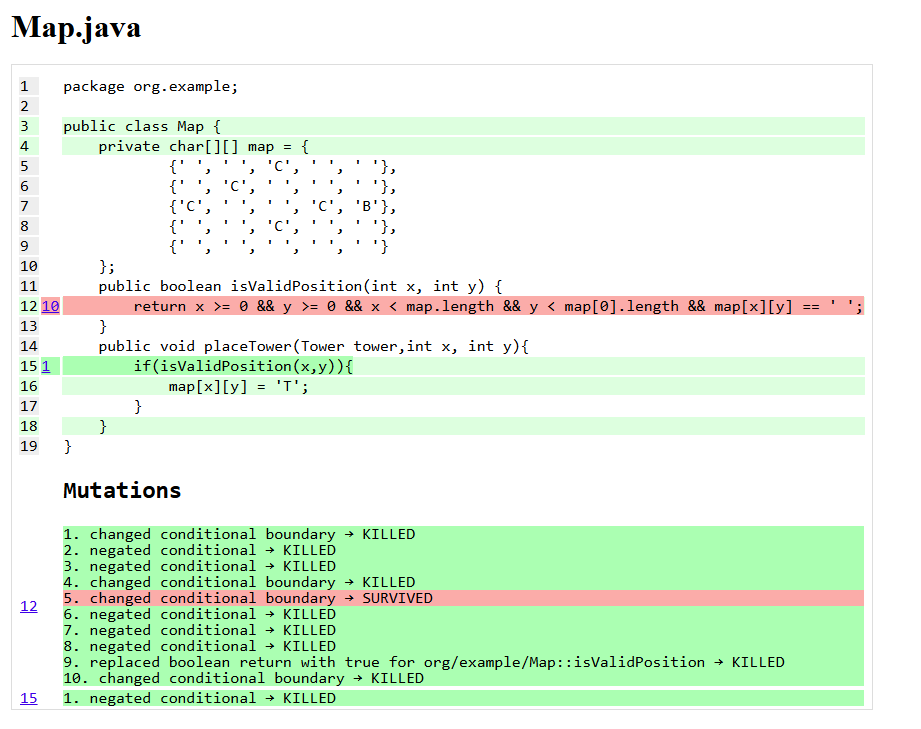 Map.java
1 package org.example;
2
3 public class Map {
4     private char[][] map = {
5             {' ', ' ', 'C', ' ', ' '},
6             {' ', 'C', ' ', ' ', ' '},
7             {'C', ' ', ' ', 'C', 'B'},
8             {' ', ' ', 'C', ' ', ' '},
9             {' ', ' ', ' ', ' ', ' '}
10     };
11     public boolean isValidPosition(int x, int y) {
12 10         return x >= 0 && y >= 0 && x < map.length && y < map[0].length && map[x][y] == ' ';
13     }
14     public void placeTower(Tower tower,int x, int y){
15 1         if(isValidPosition(x,y)){
16             map[x][y] = 'T';
17         }
18     }
19 }
Mutations
12
1. changed conditional boundary → KILLED
2. negated conditional → KILLED
3. negated conditional → KILLED
4. changed conditional boundary → KILLED
5. changed conditional boundary → SURVIVED
6. negated conditional → KILLED
7. negated conditional → KILLED
8. negated conditional → KILLED
9. replaced boolean return with true for org/example/Map::isValidPosition → KILLED
10. changed conditional boundary → KILLED
15 1. negated conditional → KILLED